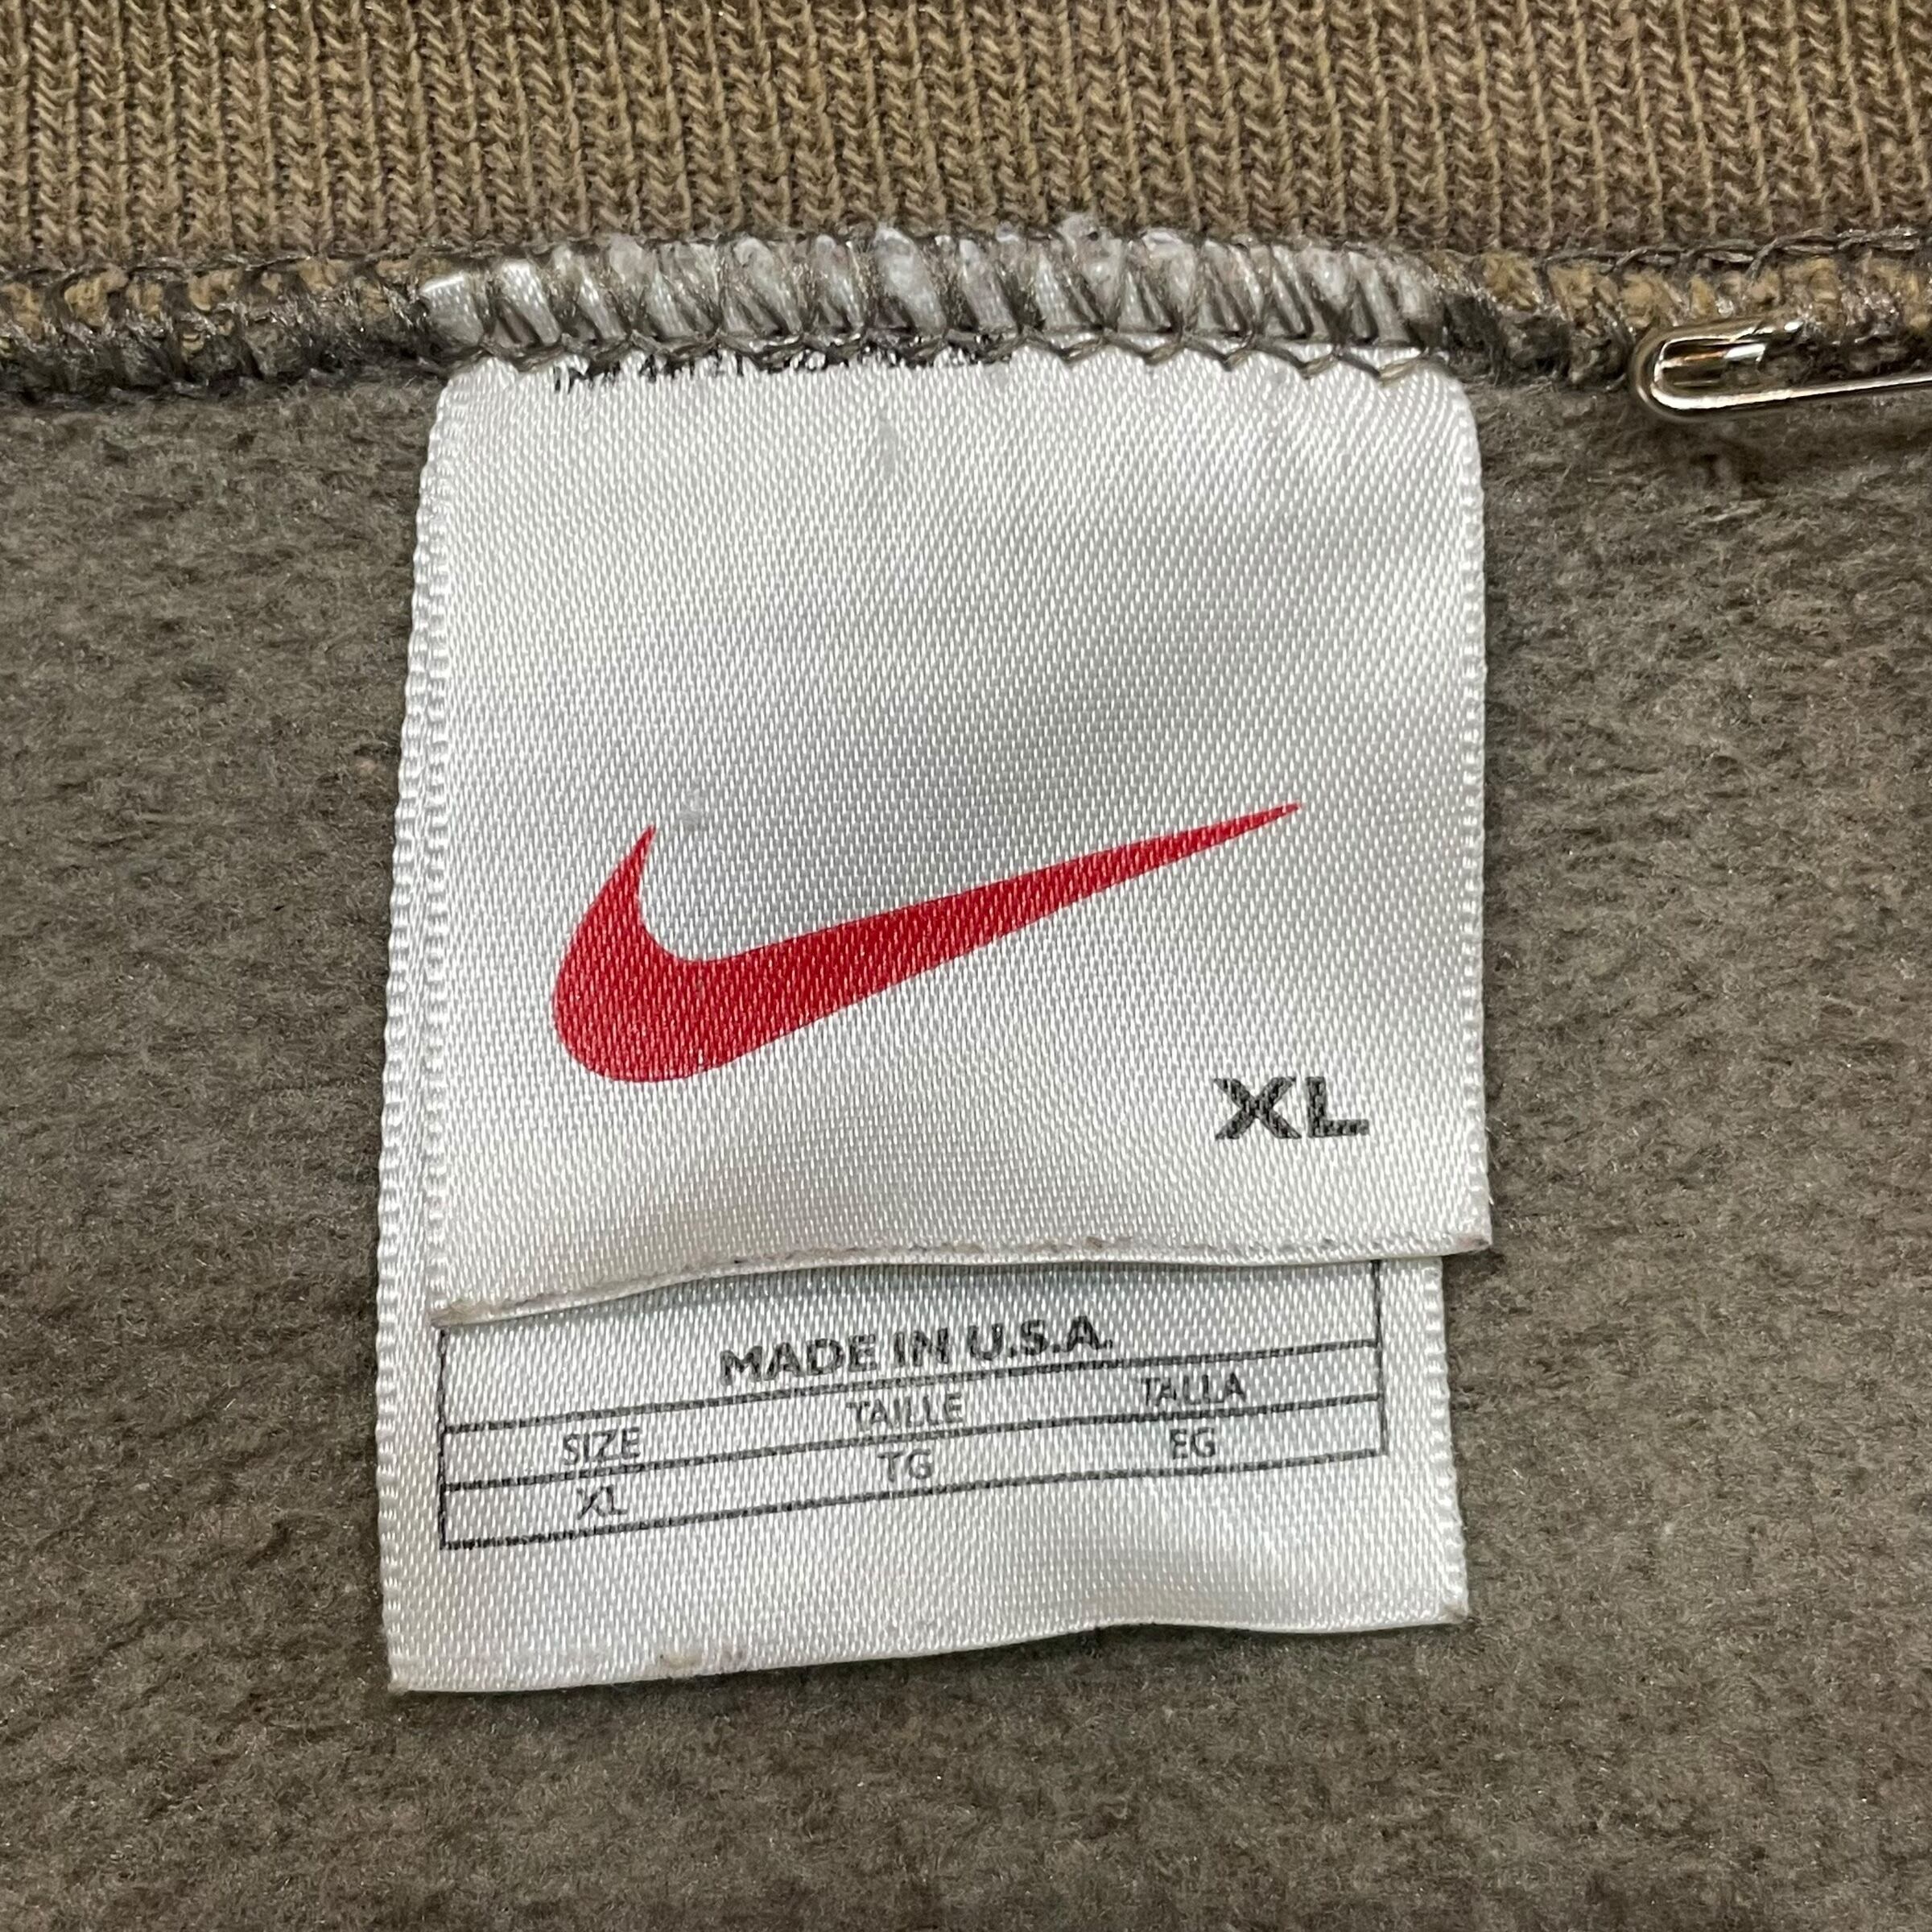 XL
MADE IN U.S.A.
SIZE TAILLE TALLA
XL TG EG